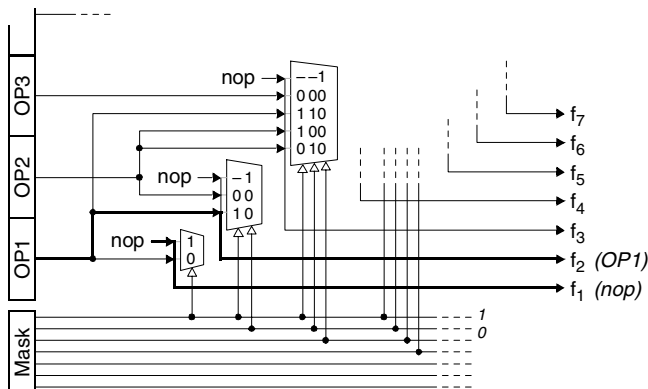 OP3
nop
--1
0 00
1 10
1 00
0 10
f7
f6
OP2
nop
-1
0 0
1 0
f5
f4
f3
OP1
nop
1
0
f2 (OP1)
f1 (nop)
Mask
1
0